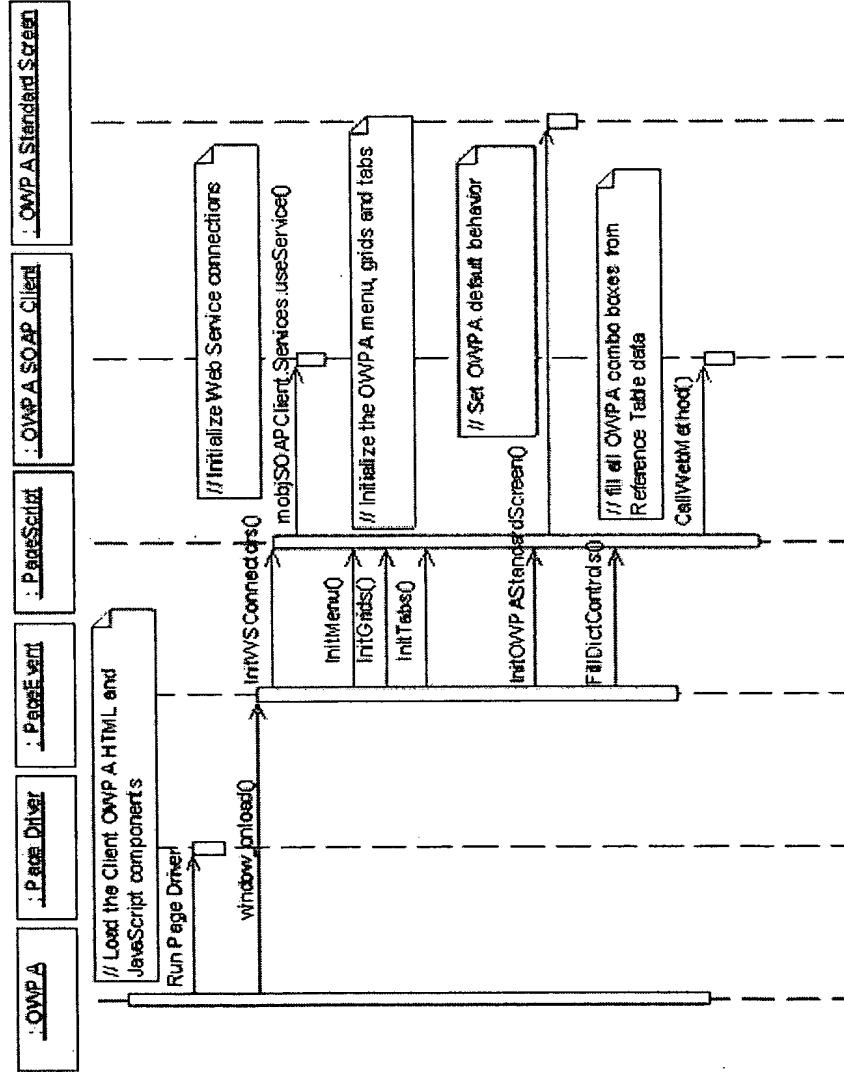 : OWPA
: Page Driver
: PageEvent
: PageScript
: OWPA SOAP Client
: OWPA Standard Screen
// Load the Client OWPA HTML and
JavaScript components
Run Page Driver
window_onload()
InitWSConnectors()
// Initialize Web Service connections
mobjSOAPClient.Services.useService()
InitMenu()
InitGrids()
InitTabs()
// Initialize the OWPA menu, grids and tabs
InitOWPAStandardScreen()
// Set OWPA default behavior
FillDictControls()
// fill all OWPA combo boxes from
Reference Table data
CallWebMethod()